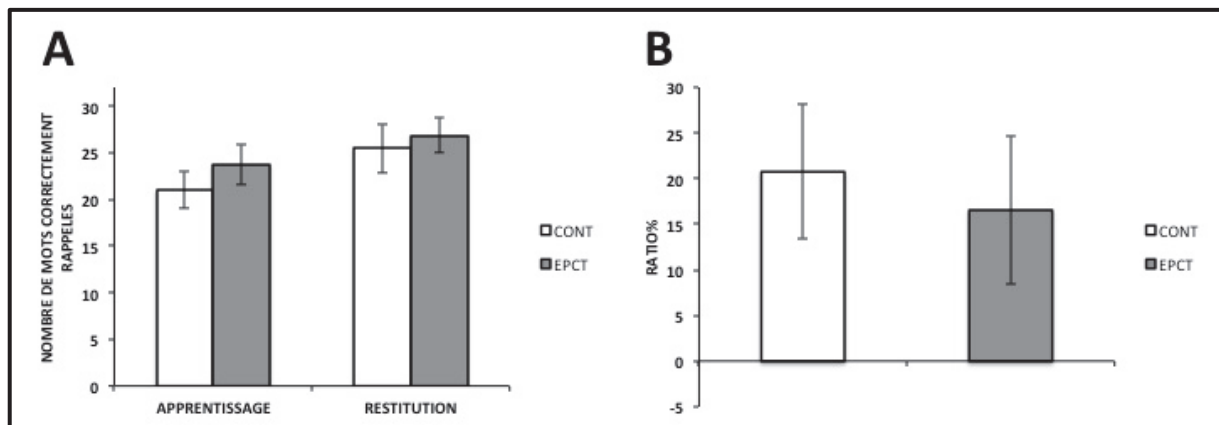 A
NOMBRE DE MOTS CORRECTEMENT
RAPPELES
30
25
20
15
10
5
0
APPRENTISSAGE
RESTITUTION
CONT
EPCT
B
RATIO%
30
25
20
15
10
5
0
-5
CONT
EPCT